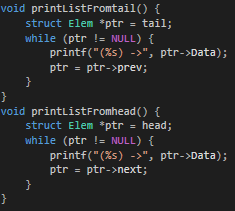 void printListFromtail() {
    struct Elem *ptr = tail;
    while (ptr != NULL) {
        printf("(%s) ->", ptr->Data);
        ptr = ptr->prev;
    }
}
void printListFromhead() {
    struct Elem *ptr = head;
    while (ptr != NULL) {
        printf("(%s) ->", ptr->Data);
        ptr = ptr->next;
    }
}